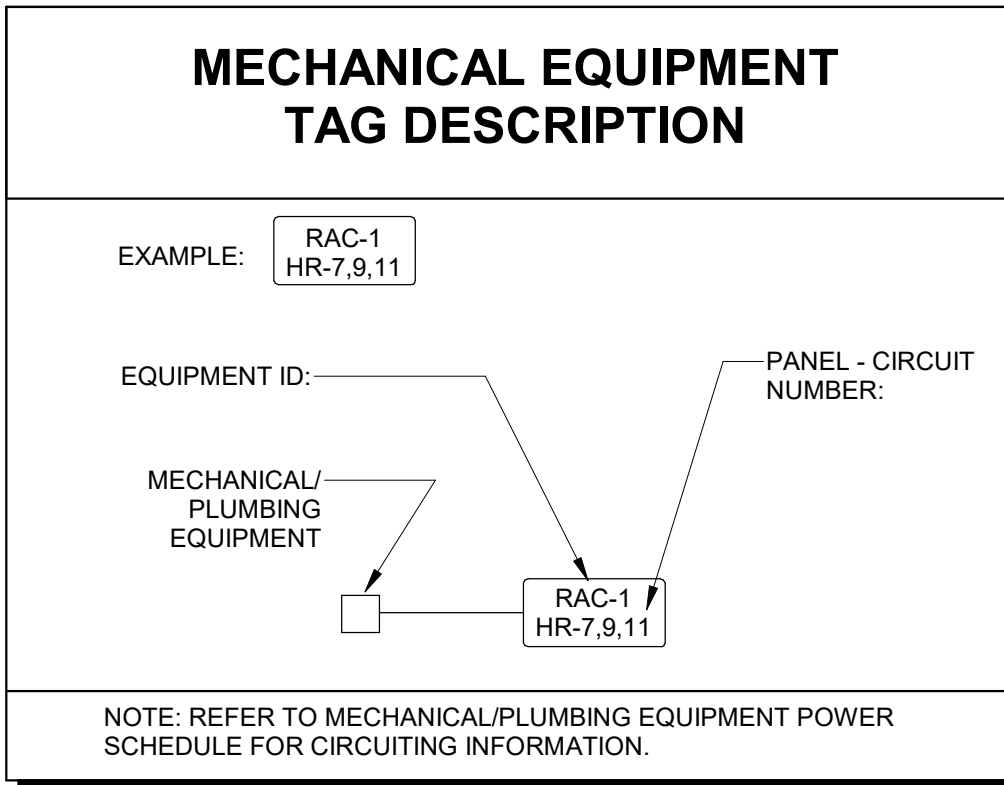 MECHANICAL EQUIPMENT
TAG DESCRIPTION
EXAMPLE:
RAC-1
HR-7,9,11
EQUIPMENT ID:
PANEL - CIRCUIT
NUMBER:
MECHANICAL/
PLUMBING
EQUIPMENT
RAC-1
HR-7,9,11
NOTE: REFER TO MECHANICAL/PLUMBING EQUIPMENT POWER
SCHEDULE FOR CIRCUITING INFORMATION.